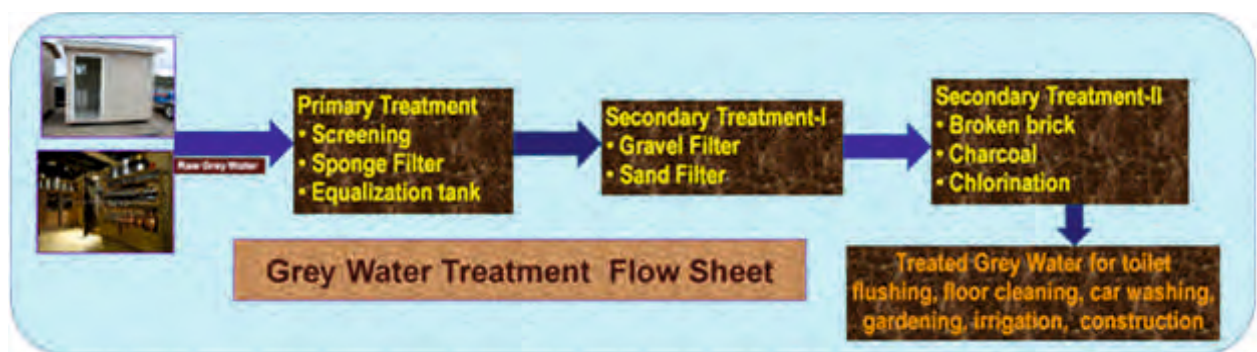 Raw Grey Water
Primary Treatment
• Screening
• Sponge Filter
• Equalization tank
Secondary Treatment-I
• Gravel Filter
• Sand Filter
Secondary Treatment-II
• Broken brick
• Charcoal
• Chlorination
Treated Grey Water for toilet
flushing, floor cleaning, car washing,
gardening, irrigation, construction
Grey Water Treatment Flow Sheet